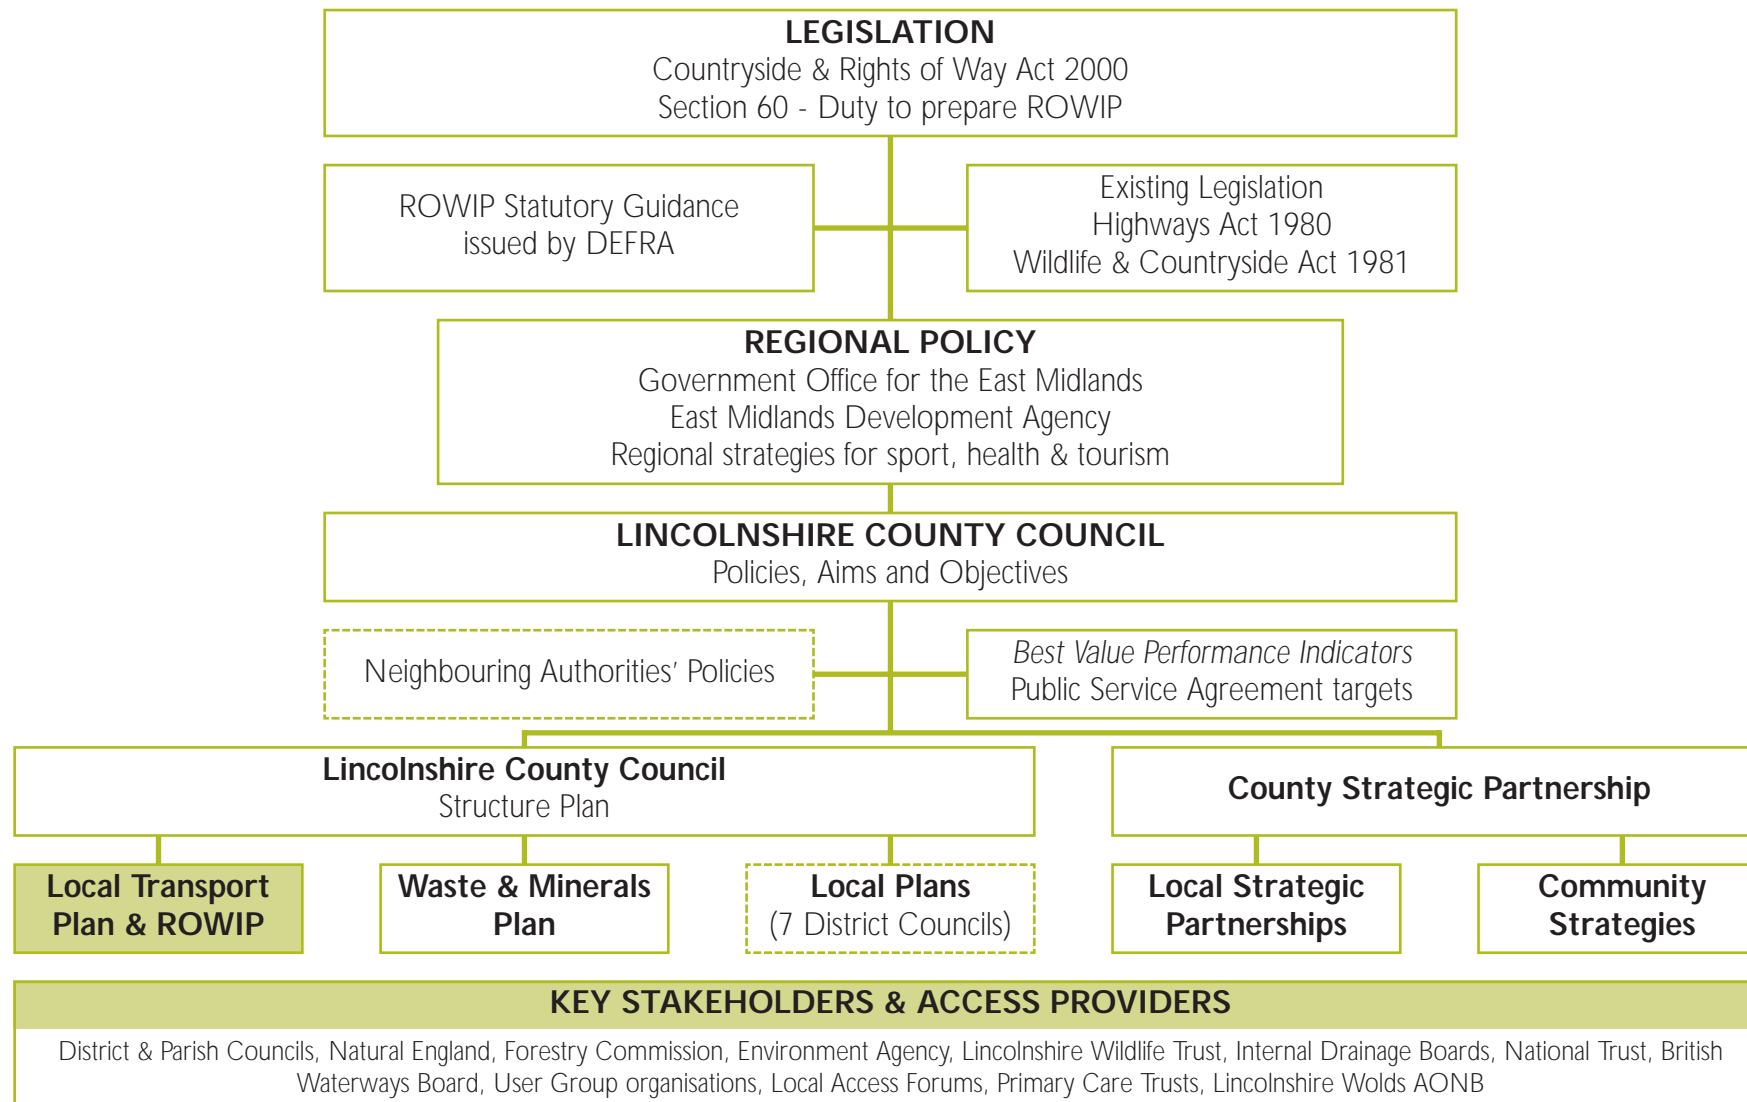 LEGISLATION
Countryside & Rights of Way Act 2000
Section 60 - Duty to prepare ROWIP
ROWIP Statutory Guidance
issued by DEFRA
Existing Legislation
Highways Act 1980
Wildlife & Countryside Act 1981
REGIONAL POLICY
Government Office for the East Midlands
East Midlands Development Agency
Regional strategies for sport, health & tourism
LINCOLNSHIRE COUNTY COUNCIL
Policies, Aims and Objectives
Neighbouring Authorities' Policies
Best Value Performance Indicators
Public Service Agreement targets
Lincolnshire County Council
Structure Plan
County Strategic Partnership
Local Transport
Plan & ROWIP
Waste & Minerals
Plan
Local Plans
(7 District Councils)
Local Strategic
Partnerships
Community
Strategies
KEY STAKEHOLDERS & ACCESS PROVIDERS
District & Parish Councils, Natural England, Forestry Commission, Environment Agency, Lincolnshire Wildlife Trust, Internal Drainage Boards, National Trust, British
Waterways Board, User Group organisations, Local Access Forums, Primary Care Trusts, Lincolnshire Wolds AONB